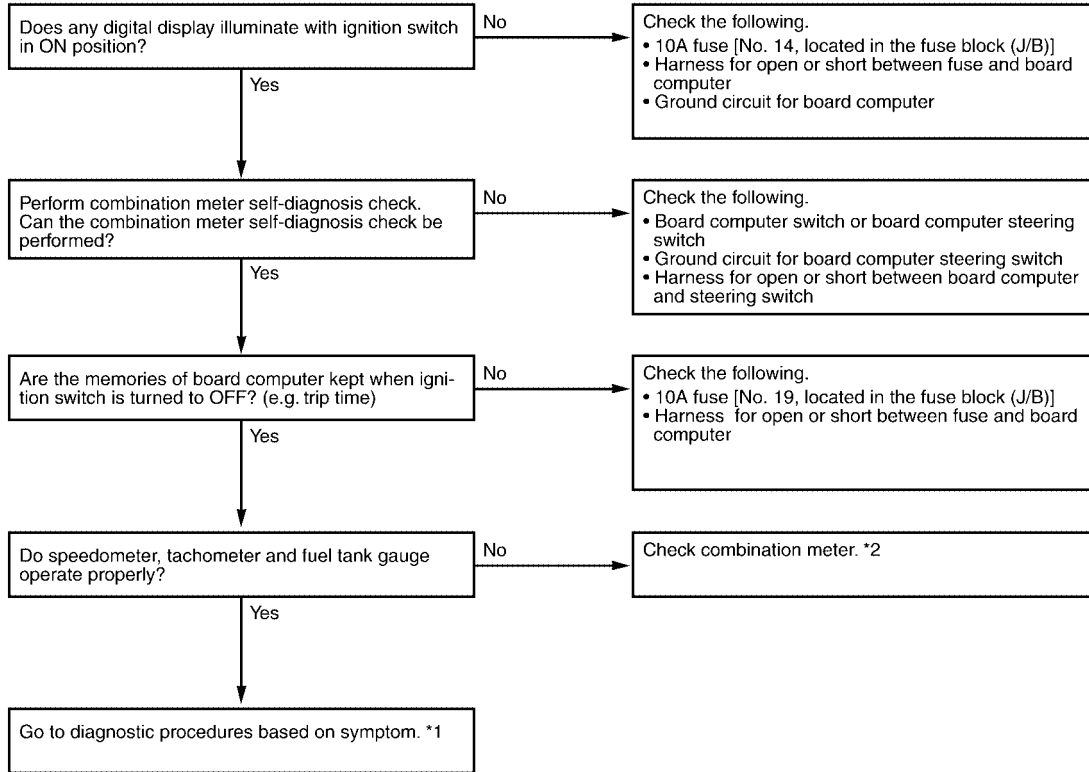 Does any digital display illuminate with ignition switch
in ON position?
No
Check the following.
• 10A fuse [No. 14, located in the fuse block (J/B)]
• Harness for open or short between fuse and board
computer
• Ground circuit for board computer
Yes
Perform combination meter self-diagnosis check.
Can the combination meter self-diagnosis check be
performed?
No
Check the following.
• Board computer switch or board computer steering
switch
• Ground circuit for board computer steering switch
• Harness for open or short between board computer
and steering switch
Yes
Are the memories of board computer kept when igni-
tion switch is turned to OFF? (e.g. trip time)
No
Check the following.
• 10A fuse [No. 19, located in the fuse block (J/B)]
• Harness for open or short between fuse and board
computer
Yes
Do speedometer, tachometer and fuel tank gauge
operate properly?
No
Check combination meter. *2
Yes
Go to diagnostic procedures based on symptom. *1